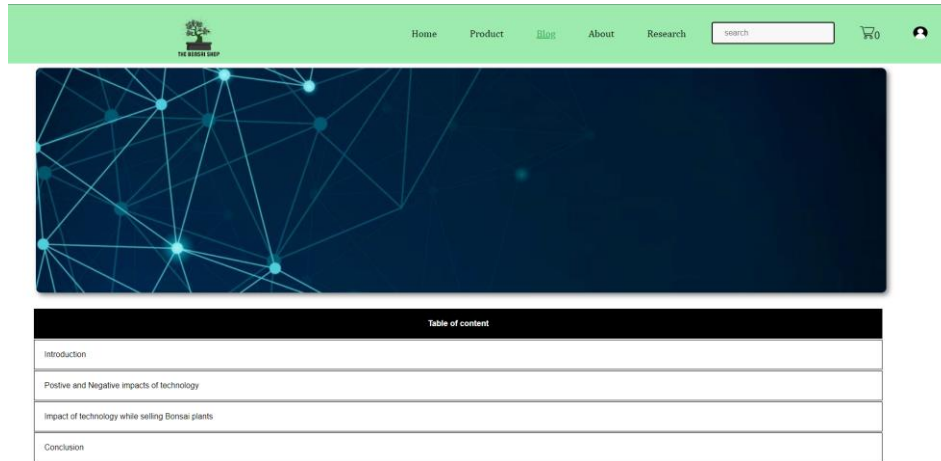 THE BONSAI SHOP
Home Product Blog About Research search 0
Table of content
Introduction
Postive and Negative impacts of technology
Impact of technology while selling Bonsai plants
Conclusion